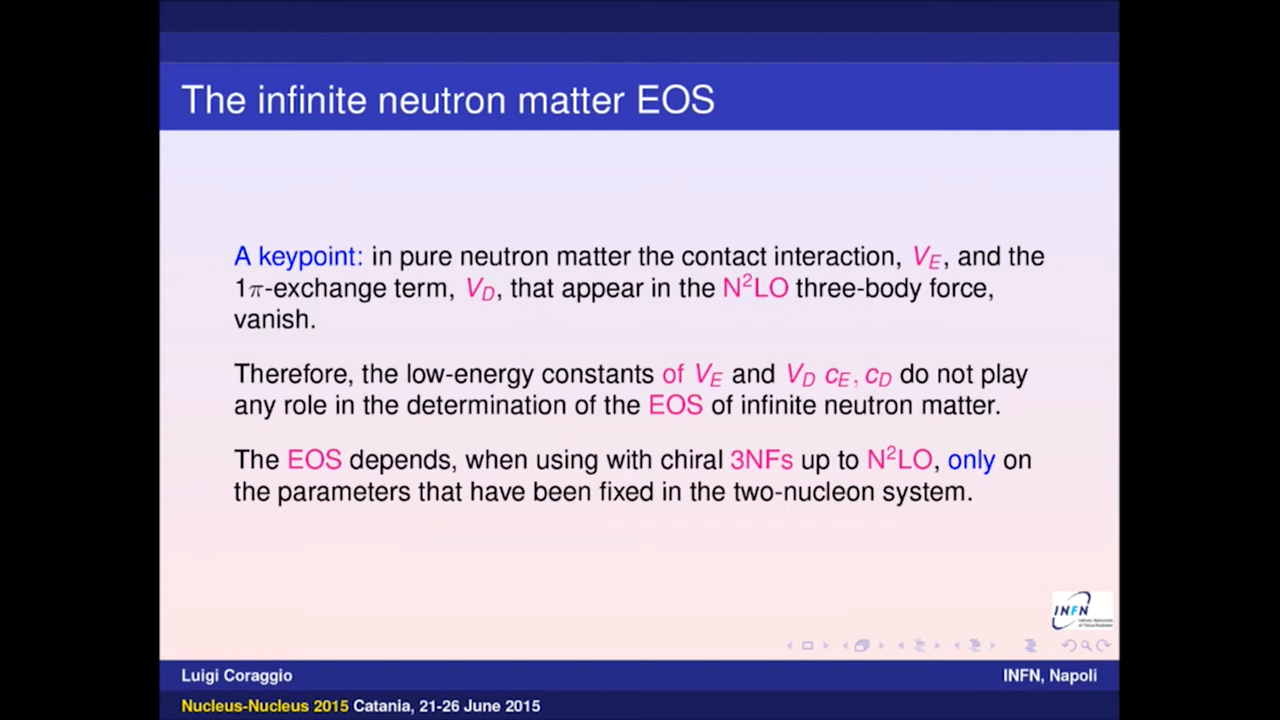 The infinite neutron matter EOS
A keypoint: in pure neutron matter the contact interaction, V_E, and the
1π-exchange term, V_D, that appear in the N²LO three-body force,
vanish.
Therefore, the low-energy constants of V_E and V_D c_E, c_D do not play
any role in the determination of the EOS of infinite neutron matter.
The EOS depends, when using with chiral 3NFs up to N²LO, only on
the parameters that have been fixed in the two-nucleon system.
INFN
Luigi Coraggio
INFN, Napoli
Nucleus-Nucleus 2015 Catania, 21-26 June 2015